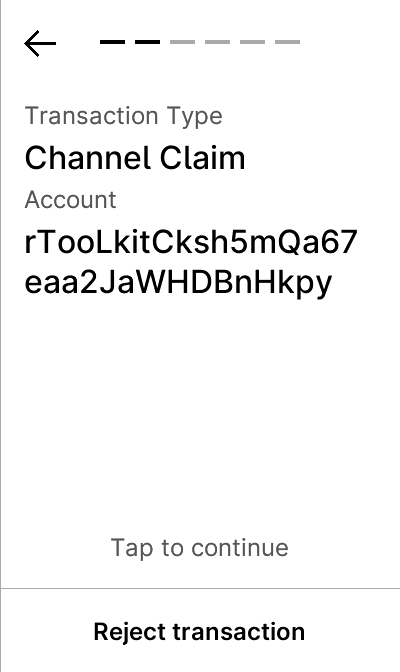 Transaction Type
Channel Claim
Account
rTooLkitCksh5mQa67
eaa2JaWHDBnHkpy
Tap to continue
Reject transaction